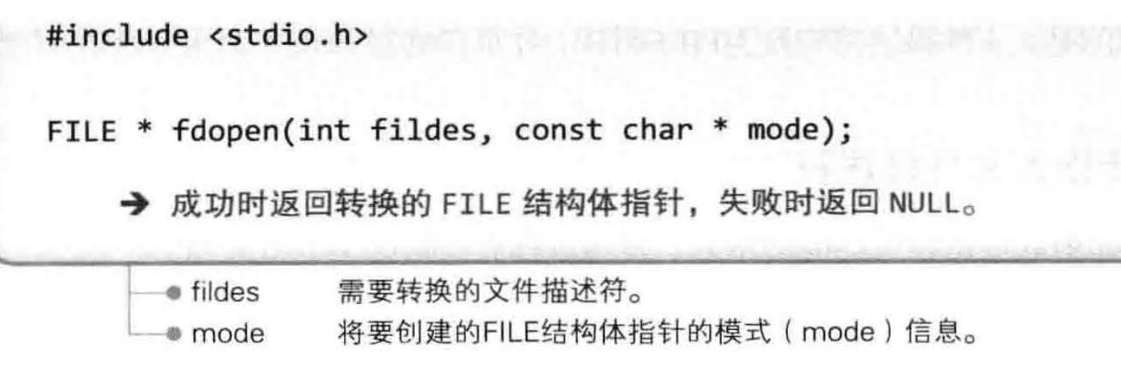 #include <stdio.h>
FILE * fdopen(int fildes, const char * mode);
➔ 成功时返回转换的 FILE 结构体指针，失败时返回 NULL。
fildes 需要转换的文件描述符。
mode 将要创建的FILE结构体指针的模式（mode）信息。